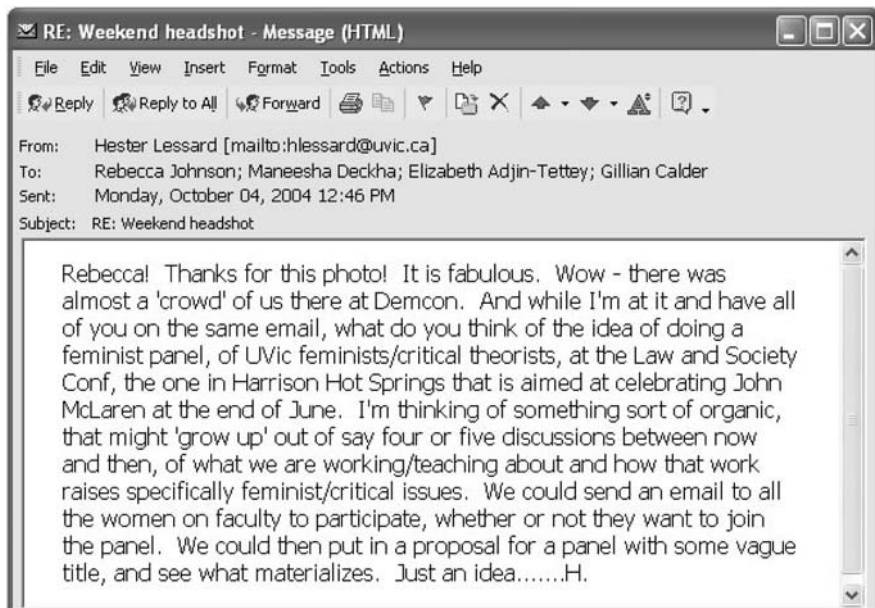 RE: Weekend headshot - Message (HTML)
File Edit View Insert Format Tools Actions Help
Reply Reply to All Forward
From: Hester Lessard [mailto:hlessard@uvic.ca]
To: Rebecca Johnson; Maneesha Deckha; Elizabeth Adjin-Tettey; Gillian Calder
Sent: Monday, October 04, 2004 12:46 PM
Subject: RE: Weekend headshot
Rebecca! Thanks for this photo! It is fabulous. Wow - there was
almost a 'crowd' of us there at Demcon. And while I'm at it and have all
of you on the same email, what do you think of the idea of doing a
feminist panel, of UVic feminists/critical theorists, at the Law and Society
Conf, the one in Harrison Hot Springs that is aimed at celebrating John
McLaren at the end of June. I'm thinking of something sort of organic,
that might 'grow up' out of say four or five discussions between now
and then, of what we are working/teaching about and how that work
raises specifically feminist/critical issues. We could send an email to all
the women on faculty to participate, whether or not they want to join
the panel. We could then put in a proposal for a panel with some vague
title, and see what materializes. Just an idea.......H.